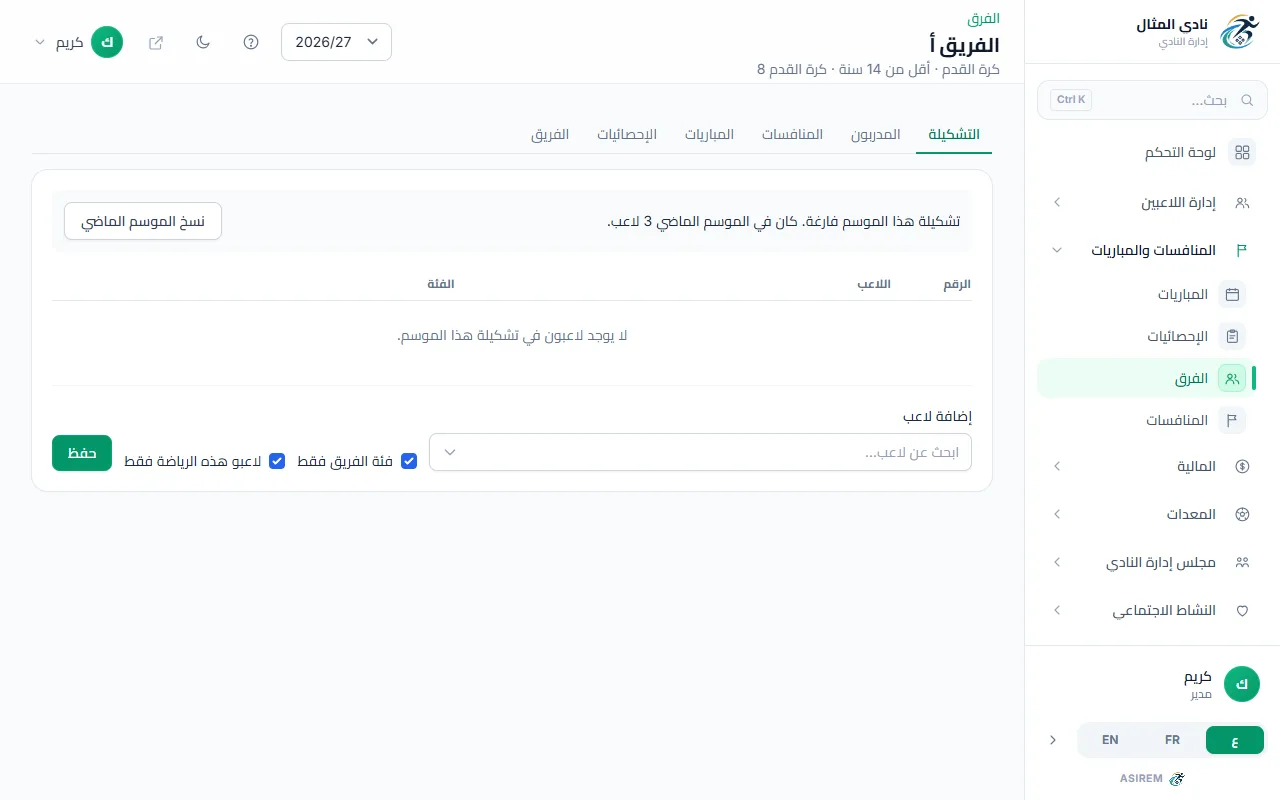 نادي المثال
إدارة النادي
بحث...
Ctrl K
لوحة التحكم
إدارة اللاعبين
المنافسات والمباريات
المباريات
الإحصائيات
الفرق
المنافسات
المالية
المعدات
مجلس إدارة النادي
النشاط الاجتماعي
ك
كريم
مدير
ع
FR
EN
ASIREM
الفرق
الفريق أ
كرة القدم · أقل من 14 سنة · كرة القدم 8
2026/27
ك
كريم
التشكيلة
المدربون
المنافسات
المباريات
الإحصائيات
الفريق
تشكيلة هذا الموسم فارغة. كان في الموسم الماضي 3 لاعب.
نسخ الموسم الماضي
الرقم
اللاعب
الفئة
لا يوجد لاعبون في تشكيلة هذا الموسم.
إضافة لاعب
ابحث عن لاعب...
فئة الفريق فقط
لاعبو هذه الرياضة فقط
حفظ